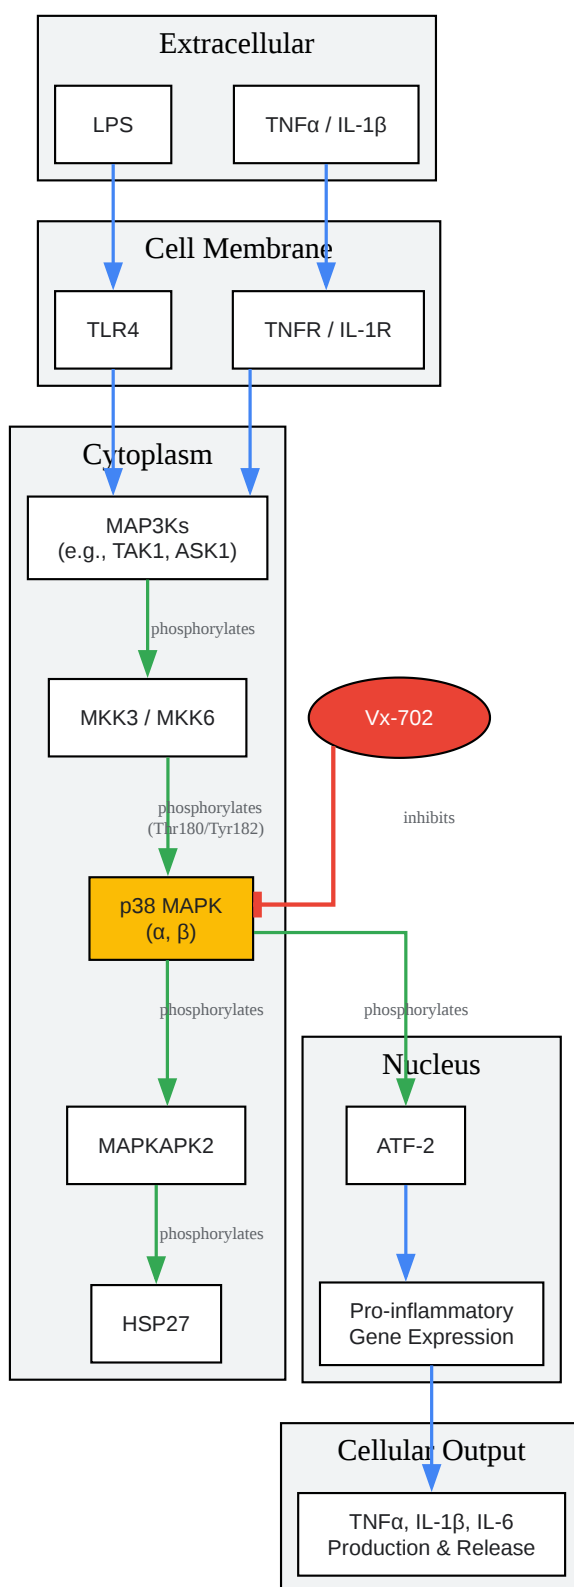 Extracellular
LPS
TNFα / IL-1β
Cell Membrane
TLR4
TNFR / IL-1R
Cytoplasm
MAP3Ks
(e.g., TAK1, ASK1)
phosphorylates
MKK3 / MKK6
Vx-702
phosphorylates
(Thr180/Tyr182)
inhibits
p38 MAPK
(α, β)
phosphorylates
phosphorylates
Nucleus
MAPKAPK2
ATF-2
phosphorylates
HSP27
Pro-inflammatory
Gene Expression
Cellular Output
TNFα, IL-1β, IL-6
Production & Release